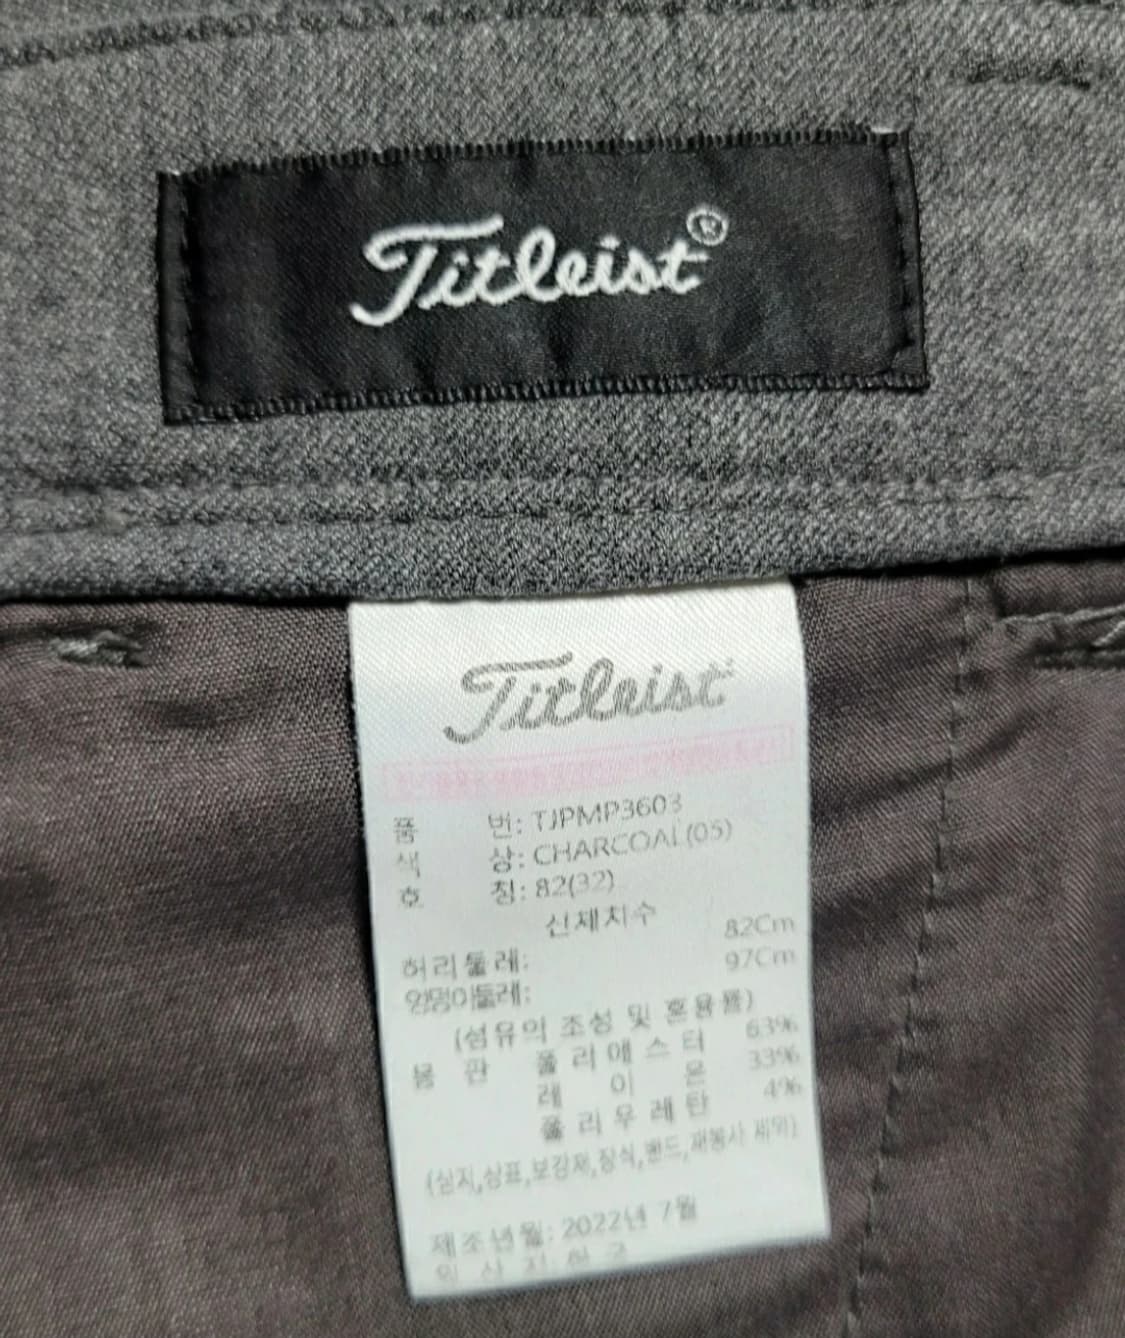 Titleist®
Titleist
품 번: TJPMP3603
색 상: CHARCOAL(05)
호 칭: 82(32)
신체치수
허리둘레: 82Cm
엉덩이둘레: 97Cm
(섬유의 조성 및 혼용률)
몸 판 폴리에스터 63%
레 이 온 33%
폴리우레탄 4%
(심지,상표,보강재,장식,밴드,재봉사 제외)
제조년월: 2022년 7월